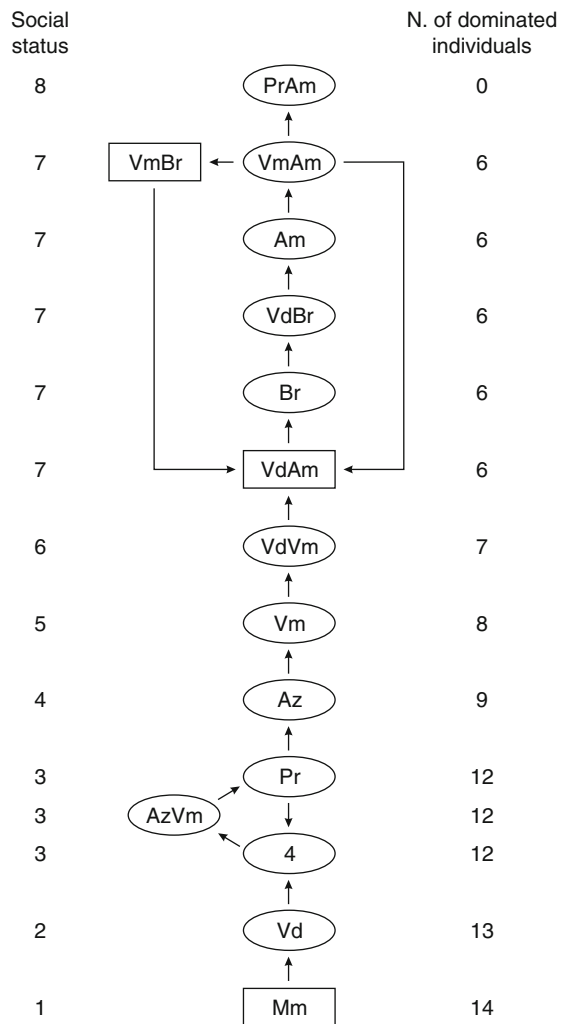 Social
status
N. of dominated
individuals
8 PrAm 0
7 VmBr VmAm 6
7 Am 6
7 VdBr 6
7 Br 6
7 VdAm 6
6 VdVm 7
5 Vm 8
4 Az 9
3 Pr 12
3 AzVm 12
3 4 12
2 Vd 13
1 Mm 14